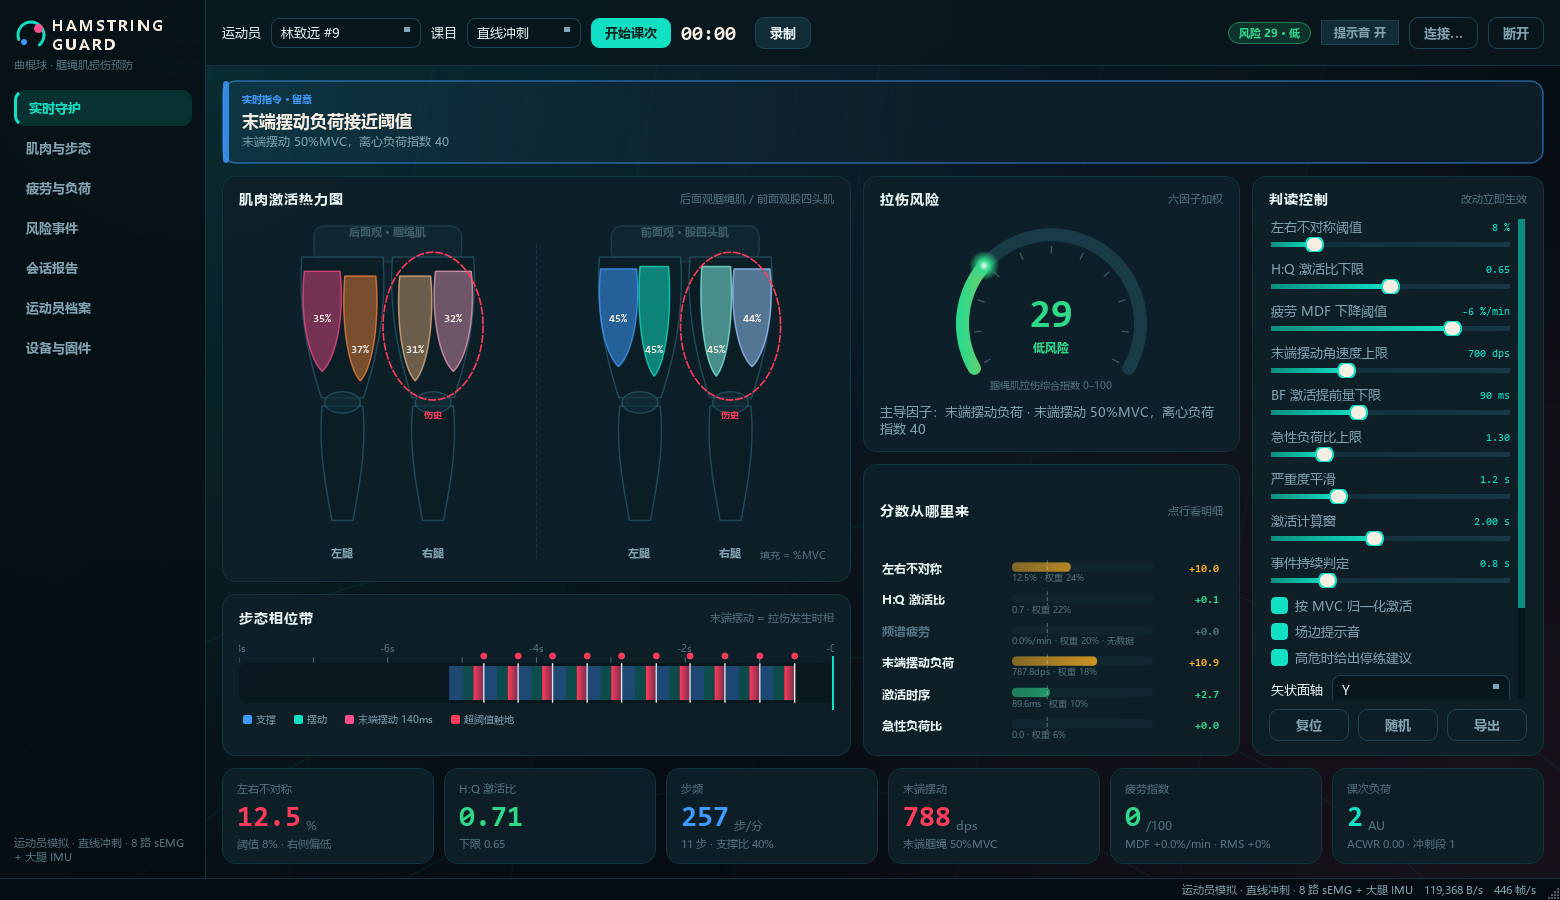 HAMSTRING
GUARD
曲棍球 · 腘绳肌损伤预防
实时守护
肌肉与步态
疲劳与负荷
风险事件
会话报告
运动员档案
设备与固件
运动员模拟 · 直线冲刺 · 8 路 sEMG
+ 大腿 IMU
运动员 林致远 #9 课目 直线冲刺 开始课次 00:00 录制 风险 29 · 低 提示音 开 连接... 断开
实时指令 · 留意
末端摆动负荷接近阈值
末端摆动 50%MVC，离心负荷指数 40
肌肉激活热力图 后面观腘绳肌 / 前面观股四头肌
后面观 · 腘绳肌 前面观 · 股四头肌
35% 37% 31% 32% 45% 45% 45% 44%
伤史 伤史
左腿 右腿 左腿 右腿 填充 = %MVC
步态相位带 末端摆动 = 拉伤发生时相
-6s -4s -2s
支撑 摆动 末端摆动 140ms 超阈值触地
拉伤风险 六因子加权
29
低风险
腘绳肌拉伤综合指数 0–100
主导因子：末端摆动负荷 · 末端摆动 50%MVC，离心负荷
指数 40
分数从哪里来 点行看明细
左右不对称 +10.0
12.5% · 权重 24%
H:Q 激活比 +0.1
0.7 · 权重 22%
频谱疲劳 +0.0
0.0%/min · 权重 20% · 无数据
末端摆动负荷 +10.9
787.8dps · 权重 18%
激活时序 +2.7
89.6ms · 权重 10%
急性负荷比 +0.0
0.0 · 权重 6%
判读控制 改动立即生效
左右不对称阈值 8 %
H:Q 激活比下限 0.65
疲劳 MDF 下降阈值 -6 %/min
末端摆动角速度上限 700 dps
BF 激活提前量下限 90 ms
急性负荷比上限 1.30
严重度平滑 1.2 s
激活计算窗 2.00 s
事件持续判定 0.8 s
按 MVC 归一化激活
场边提示音
高危时给出停练建议
矢状面轴 Y
复位 随机 导出
左右不对称
12.5 %
阈值 8% · 右侧偏低
H:Q 激活比
0.71
下限 0.65
步频
257 步/分
11 步 · 支撑比 40%
末端摆动
788 dps
末端腘绳 50%MVC
疲劳指数
0 /100
MDF +0.0%/min · RMS +0%
课次负荷
2 AU
ACWR 0.00 · 冲刺段 1
运动员模拟 · 直线冲刺 · 8 路 sEMG + 大腿 IMU 119,368 B/s 446 帧/s